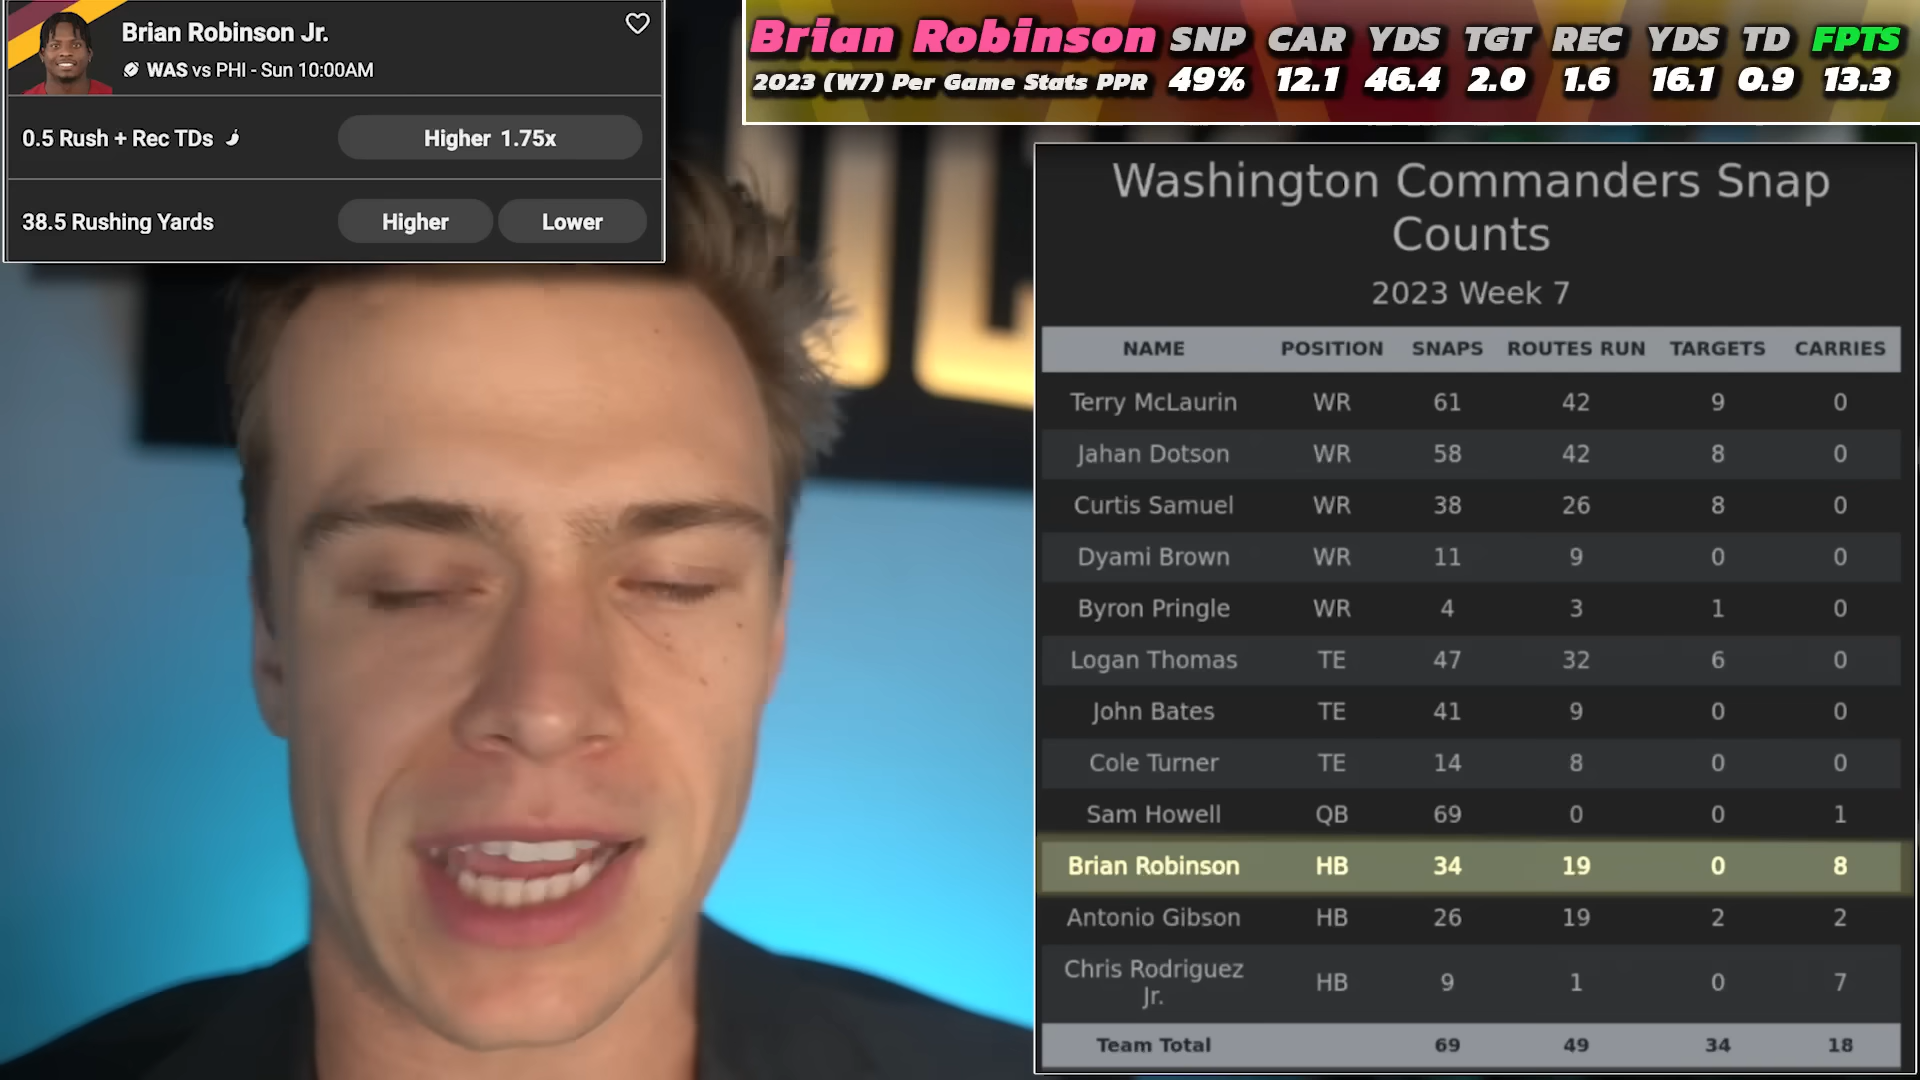 Brian Robinson Jr.
WAS vs PHI - Sun 10:00AM
0.5 Rush + Rec TDs Higher 1.75x
38.5 Rushing Yards Higher Lower
Brian Robinson SNP CAR YDS TGT REC YDS TD FPTS
2023 (W7) Per Game Stats PPR 49% 12.1 46.4 2.0 1.6 16.1 0.9 13.3
Washington Commanders Snap
Counts
2023 Week 7
NAME POSITION SNAPS ROUTES RUN TARGETS CARRIES
Terry McLaurin WR 61 42 9 0
Jahan Dotson WR 58 42 8 0
Curtis Samuel WR 38 26 8 0
Dyami Brown WR 11 9 0 0
Byron Pringle WR 4 3 1 0
Logan Thomas TE 47 32 6 0
John Bates TE 41 9 0 0
Cole Turner TE 14 8 0 0
Sam Howell QB 69 0 0 1
Brian Robinson HB 34 19 0 8
Antonio Gibson HB 26 19 2 2
Chris Rodriguez
Jr. HB 9 1 0 7
Team Total 69 49 34 18